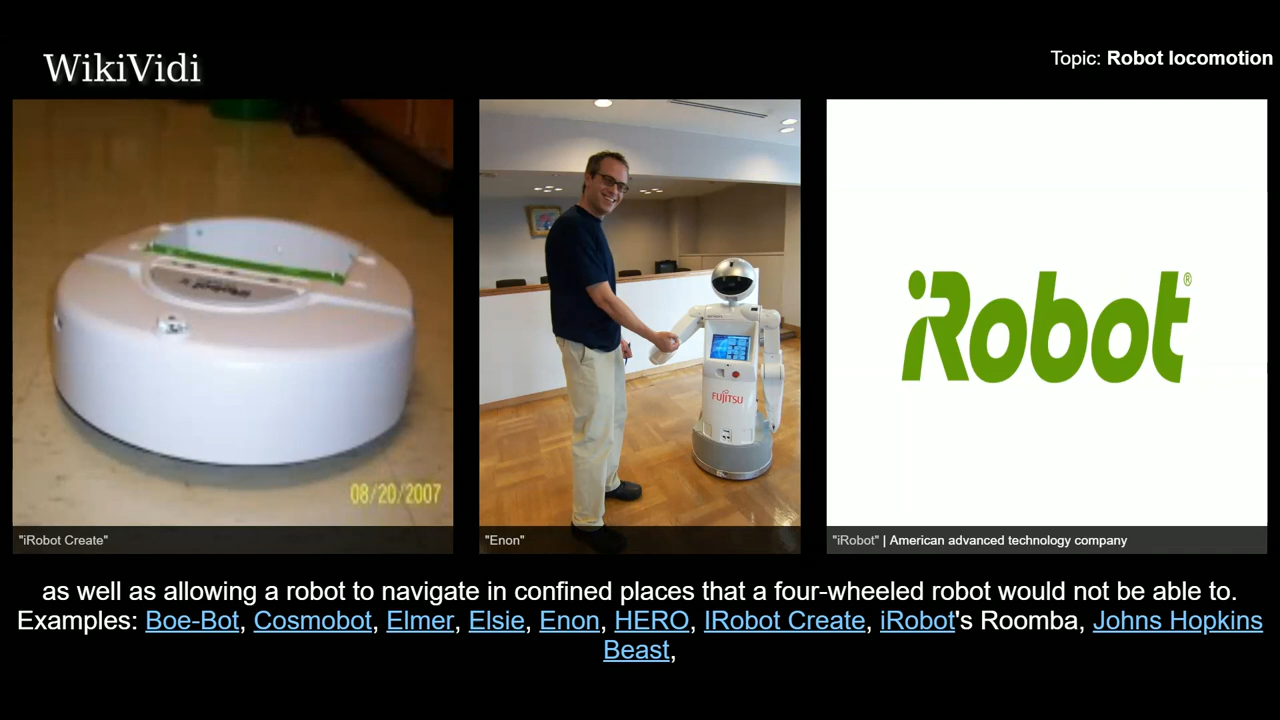 WikiVidi
Topic: Robot locomotion
iRobot
08/20/2007
"iRobot Create"
FUJITSU
"Enon"
iRobot®
"iRobot" | American advanced technology company
as well as allowing a robot to navigate in confined places that a four-wheeled robot would not be able to.
Examples: Boe-Bot, Cosmobot, Elmer, Elsie, Enon, HERO, IRobot Create, iRobot's Roomba, Johns Hopkins
Beast,